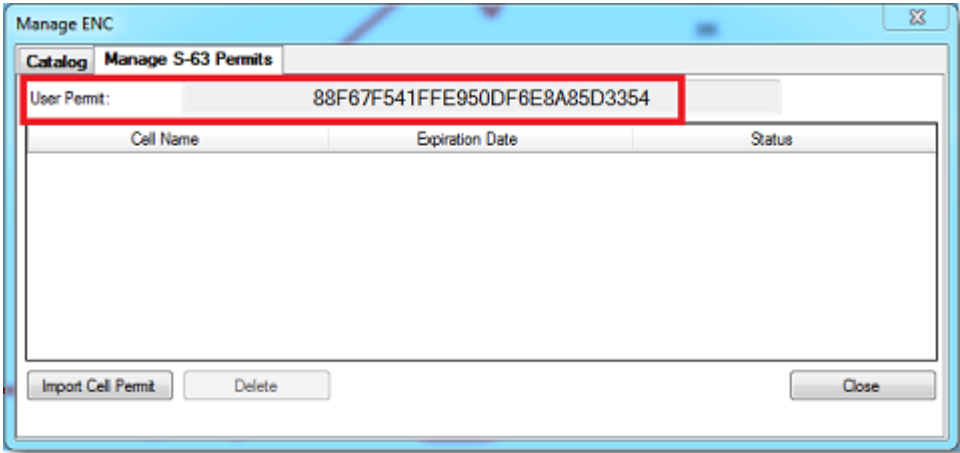 Manage ENC
Catalog Manage S-63 Permits
User Permit: 88F67F541FFE950DF6E8A85D3354
Cell Name Expiration Date Status
Import Cell Permit Delete Close